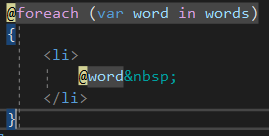 @foreach (var word in words)
{
<li>
@word&nbsp;
</li>
}